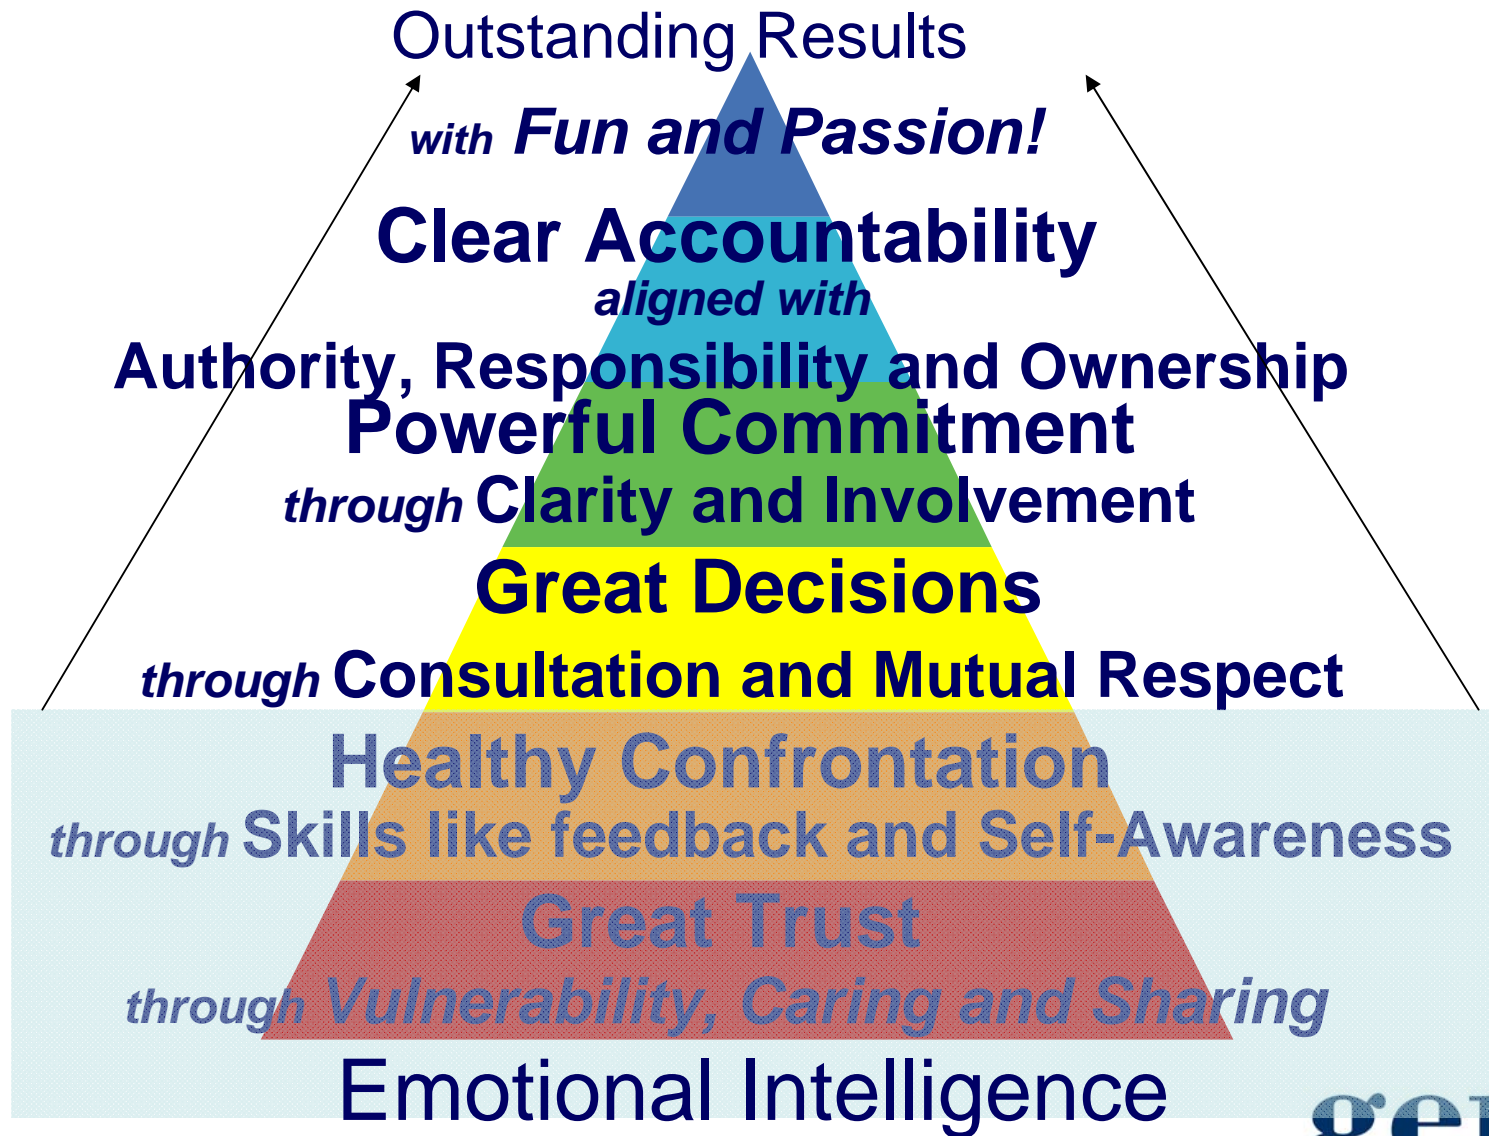 Outstanding Results
with Fun and Passion!
Clear Accountability
aligned with
Authority, Responsibility and Ownership
Powerful Commitment
through Clarity and Involvement
Great Decisions
through Consultation and Mutual Respect
Healthy Confrontation
through Skills like feedback and Self-Awareness
Great Trust
through Vulnerability, Caring and Sharing
Emotional Intelligence